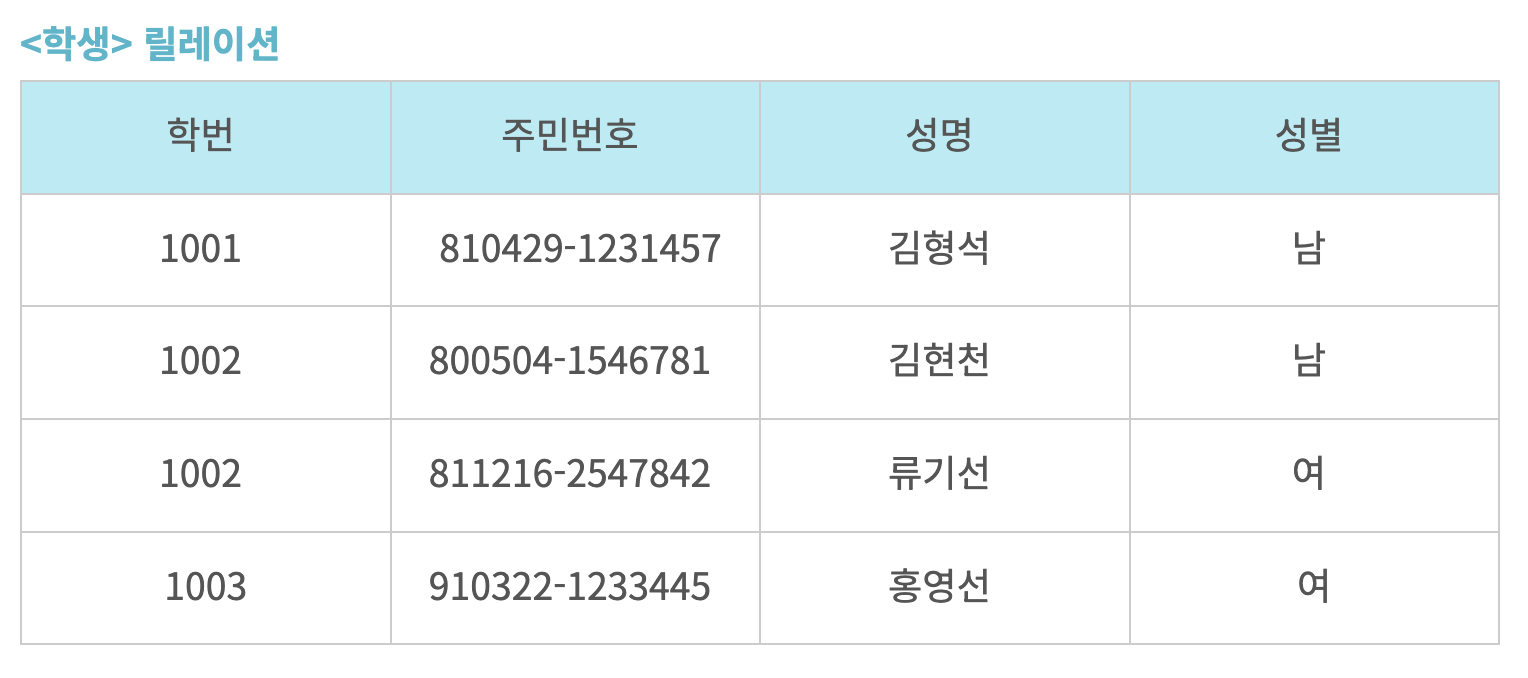 <학생> 릴레이션
학번 주민번호 성명 성별
1001 810429-1231457 김형석 남
1002 800504-1546781 김현천 남
1002 811216-2547842 류기선 여
1003 910322-1233445 홍영선 여